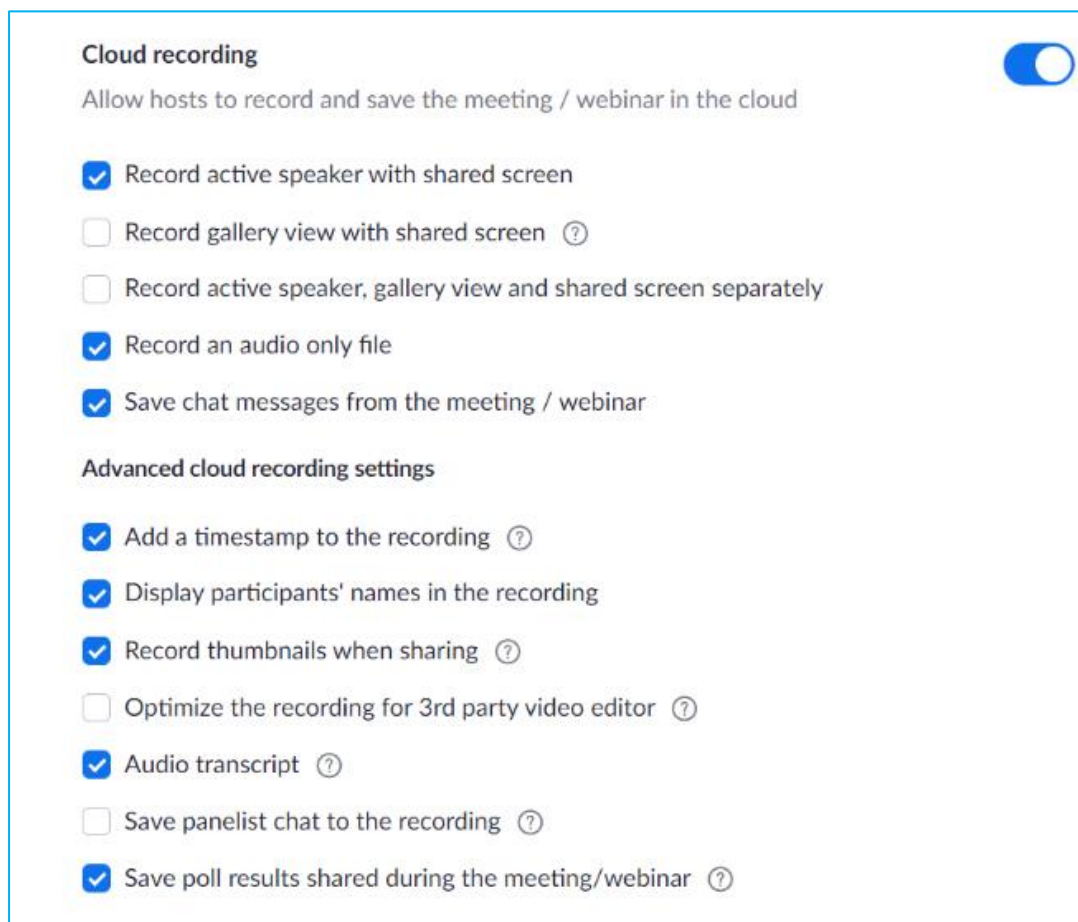 Cloud recording
Allow hosts to record and save the meeting / webinar in the cloud
Record active speaker with shared screen
Record gallery view with shared screen ?
Record active speaker, gallery view and shared screen separately
Record an audio only file
Save chat messages from the meeting / webinar
Advanced cloud recording settings
Add a timestamp to the recording ?
Display participants' names in the recording
Record thumbnails when sharing ?
Optimize the recording for 3rd party video editor ?
Audio transcript ?
Save panelist chat to the recording ?
Save poll results shared during the meeting/webinar ?